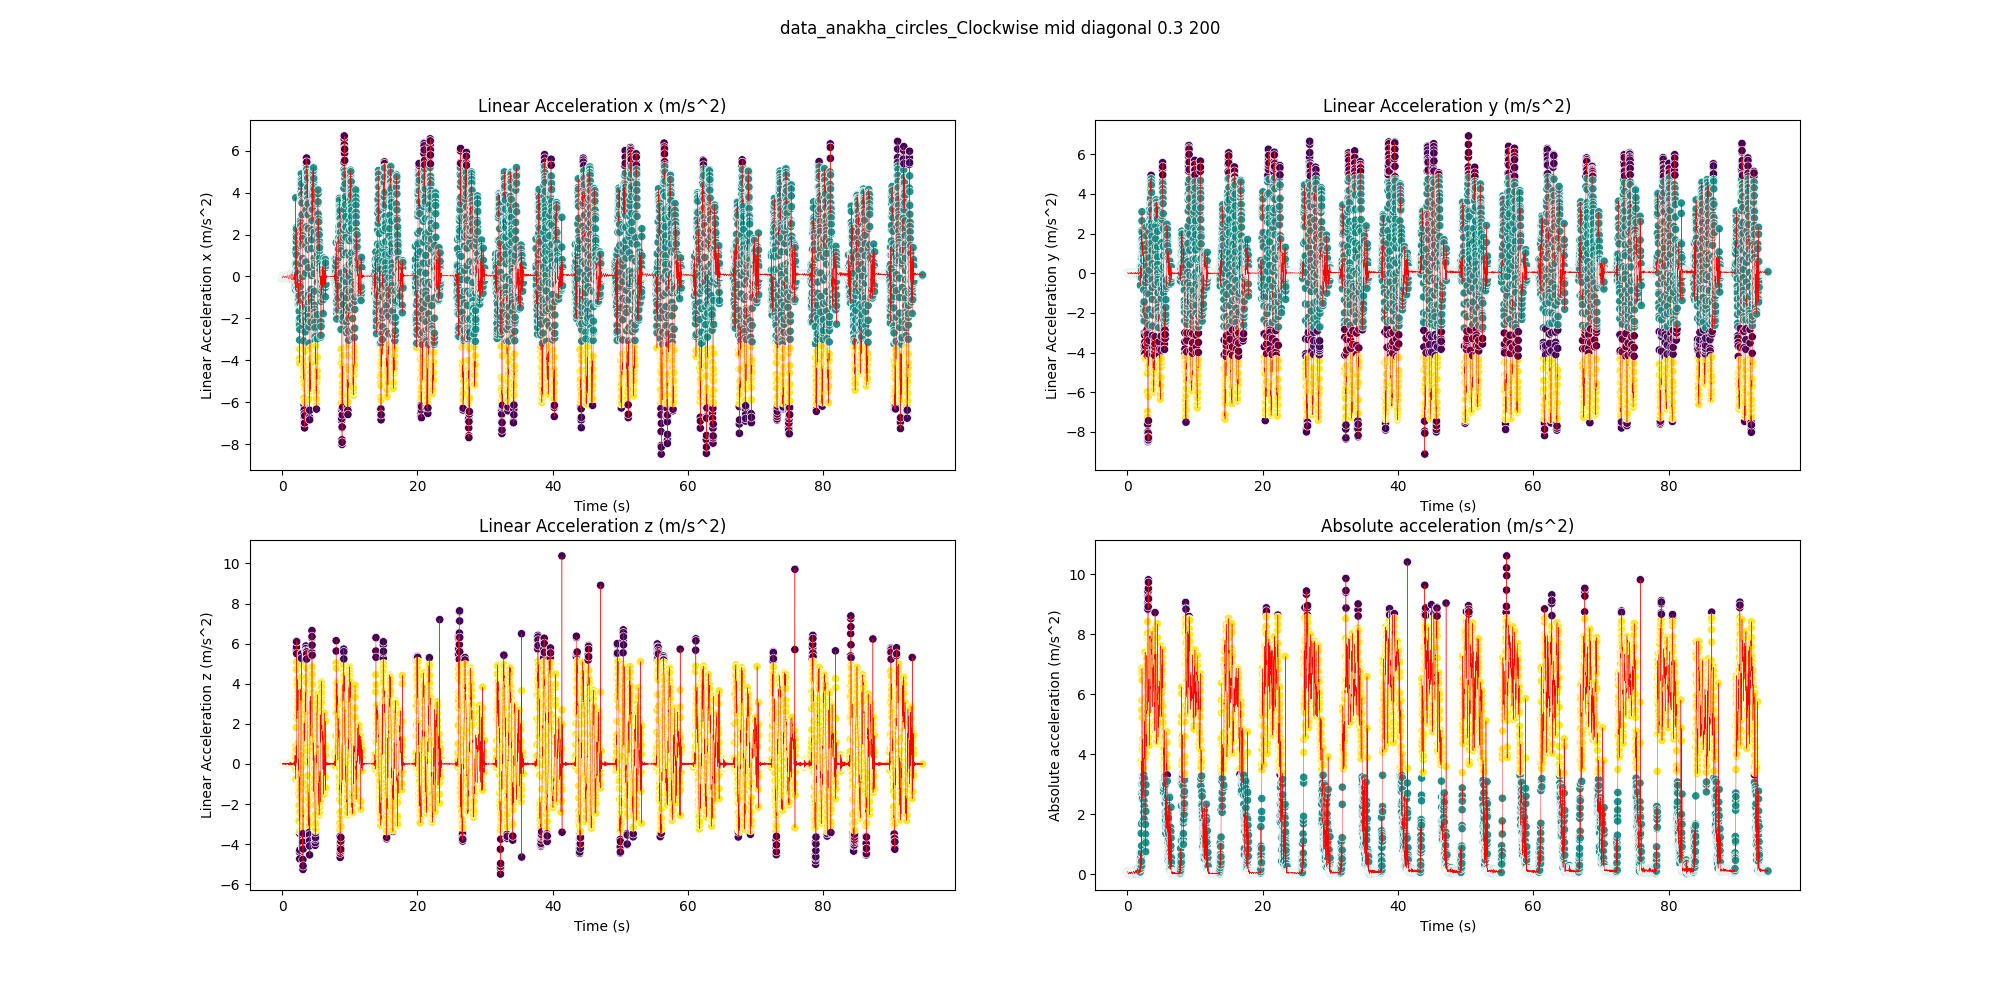 data_anakha_circles_Clockwise mid diagonal 0.3 200
Linear Acceleration x (m/s^2)
Linear Acceleration x (m/s^2)
6
4
2
0
−2
−4
−6
−8
0 20 40 60 80
Time (s)
Linear Acceleration y (m/s^2)
Linear Acceleration y (m/s^2)
6
4
2
0
−2
−4
−6
−8
0 20 40 60 80
Time (s)
Linear Acceleration z (m/s^2)
Linear Acceleration z (m/s^2)
10
8
6
4
2
0
−2
−4
−6
0 20 40 60 80
Time (s)
Absolute acceleration (m/s^2)
Absolute acceleration (m/s^2)
10
8
6
4
2
0
0 20 40 60 80
Time (s)